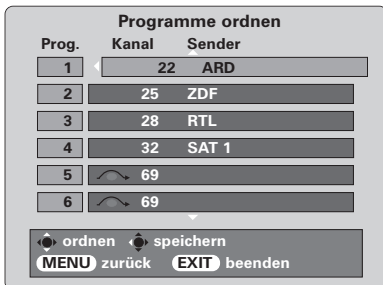 Programme ordnen
Prog. Kanal Sender
1 22 ARD
2 25 ZDF
3 28 RTL
4 32 SAT 1
5 69
6 69
ordnen speichern
MENU zurück EXIT beenden